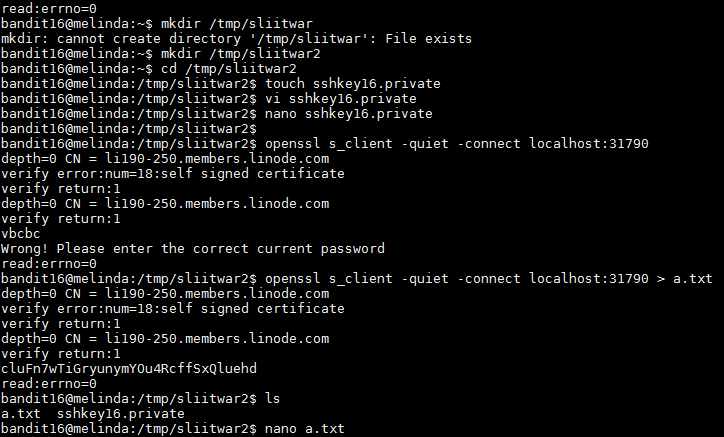 read:errno=0
bandit16@melinda:~$ mkdir /tmp/sliitwar
mkdir: cannot create directory '/tmp/sliitwar': File exists
bandit16@melinda:~$ mkdir /tmp/sliitwar2
bandit16@melinda:~$ cd /tmp/sliitwar2
bandit16@melinda:/tmp/sliitwar2$ touch sshkey16.private
bandit16@melinda:/tmp/sliitwar2$ vi sshkey16.private
bandit16@melinda:/tmp/sliitwar2$ nano sshkey16.private
bandit16@melinda:/tmp/sliitwar2$
bandit16@melinda:/tmp/sliitwar2$ openssl s_client -quiet -connect localhost:31790
depth=0 CN = li190-250.members.linode.com
verify error:num=18:self signed certificate
verify return:1
depth=0 CN = li190-250.members.linode.com
verify return:1
vbcbc
Wrong! Please enter the correct current password
read:errno=0
bandit16@melinda:/tmp/sliitwar2$ openssl s_client -quiet -connect localhost:31790 > a.txt
depth=0 CN = li190-250.members.linode.com
verify error:num=18:self signed certificate
verify return:1
depth=0 CN = li190-250.members.linode.com
verify return:1
cluFn7wTiGryunymYOu4RcffSxQluehd
read:errno=0
bandit16@melinda:/tmp/sliitwar2$ ls
a.txt  sshkey16.private
bandit16@melinda:/tmp/sliitwar2$ nano a.txt